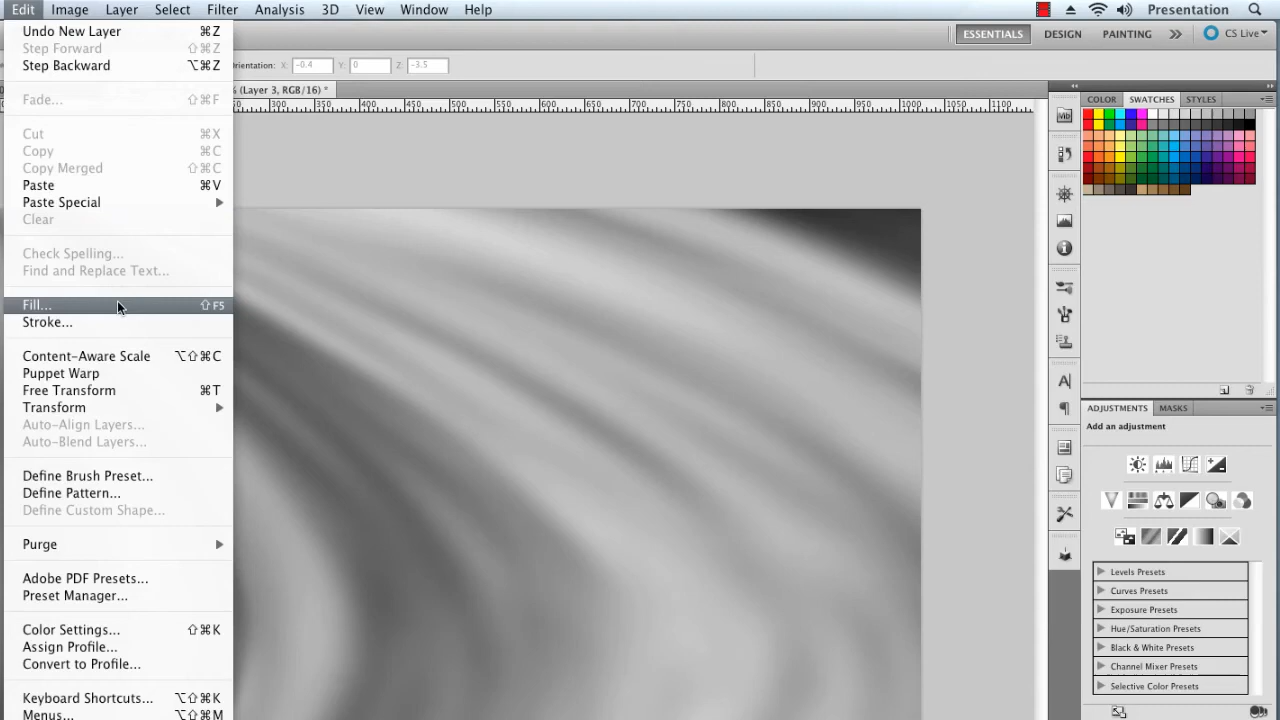 Edit Image Layer Select Filter Analysis 3D View Window Help Presentation
ESSENTIALS DESIGN PAINTING CS Live
Orientation: X: -0.4 Y: 0 Z: -3.5
% (Layer 3, RGB/16) *
300 350 400 450 500 550 600 650 700 750 800 850 900 950 1000 1050 1100
Undo New Layer ⌘Z
Step Forward ⇧⌘Z
Step Backward ⌥⌘Z
Fade... ⇧⌘F
Cut ⌘X
Copy ⌘C
Copy Merged ⇧⌘C
Paste ⌘V
Paste Special
Clear
Check Spelling...
Find and Replace Text...
Fill... ⇧F5
Stroke...
Content-Aware Scale ⌥⇧⌘C
Puppet Warp
Free Transform ⌘T
Transform
Auto-Align Layers...
Auto-Blend Layers...
Define Brush Preset...
Define Pattern...
Define Custom Shape...
Purge
Adobe PDF Presets...
Preset Manager...
Color Settings... ⇧⌘K
Assign Profile...
Convert to Profile...
Keyboard Shortcuts... ⌥⇧⌘K
Menus... ⌥⇧⌘M
COLOR SWATCHES STYLES
ADJUSTMENTS MASKS
Add an adjustment
Levels Presets
Curves Presets
Exposure Presets
Hue/Saturation Presets
Black & White Presets
Channel Mixer Presets
Selective Color Presets